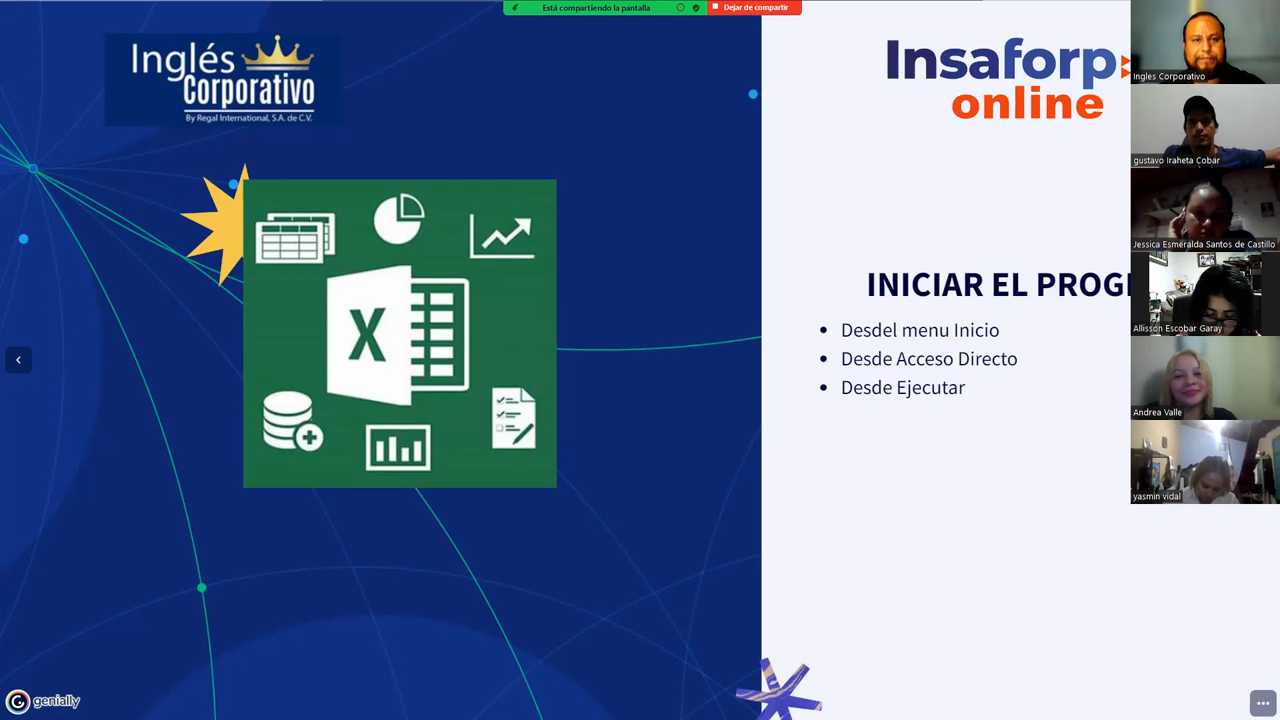 Está compartiendo la pantalla
Dejar de compartir
Inglés
Corporativo
By Regal International, S.A. de C.V.
Insaforp
online
X
INICIAR EL PROG
• Desdel menu Inicio
• Desde Acceso Directo
• Desde Ejecutar
Ingles Corporativo
gustavo Iraheta Cobar
Jessica Esmeralda Santos de Castillo
Allisson Escobar Garay
Andrea Valle
yasmin vidal
genially